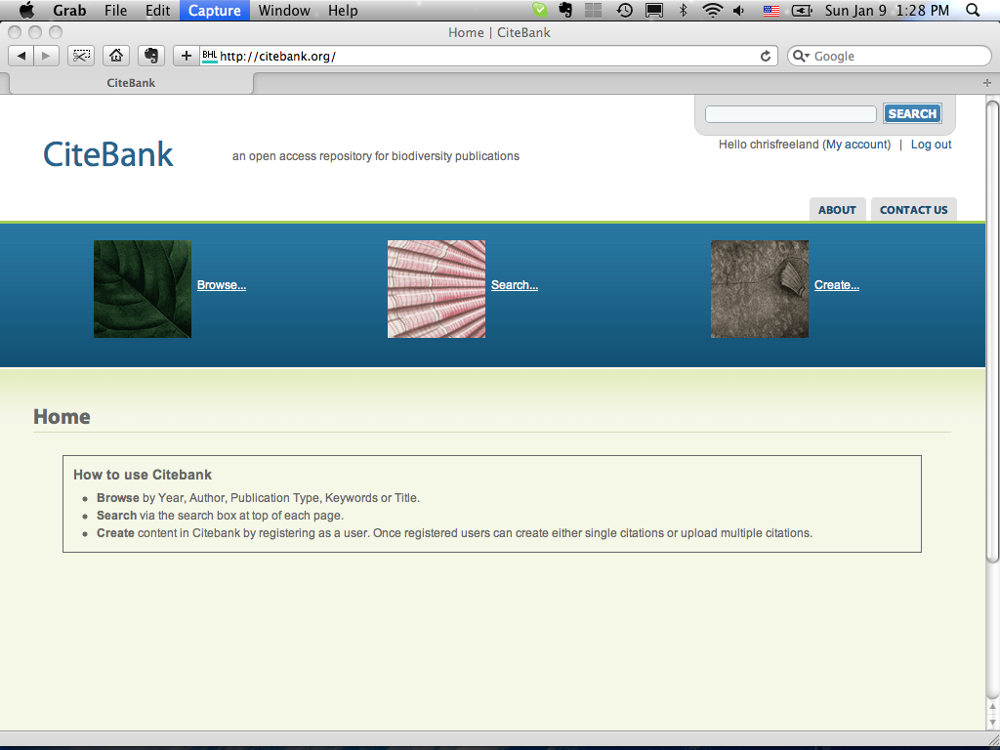 Grab File Edit Capture Window Help Sun Jan 9 1:28 PM
Home | CiteBank
BHL http://citebank.org/ Google
CiteBank
SEARCH
Hello chrisfreeland (My account) | Log out
CiteBank an open access repository for biodiversity publications
ABOUT CONTACT US
Browse... Search... Create...
Home
How to use Citebank
• Browse by Year, Author, Publication Type, Keywords or Title.
• Search via the search box at top of each page.
• Create content in Citebank by registering as a user. Once registered users can create either single citations or upload multiple citations.